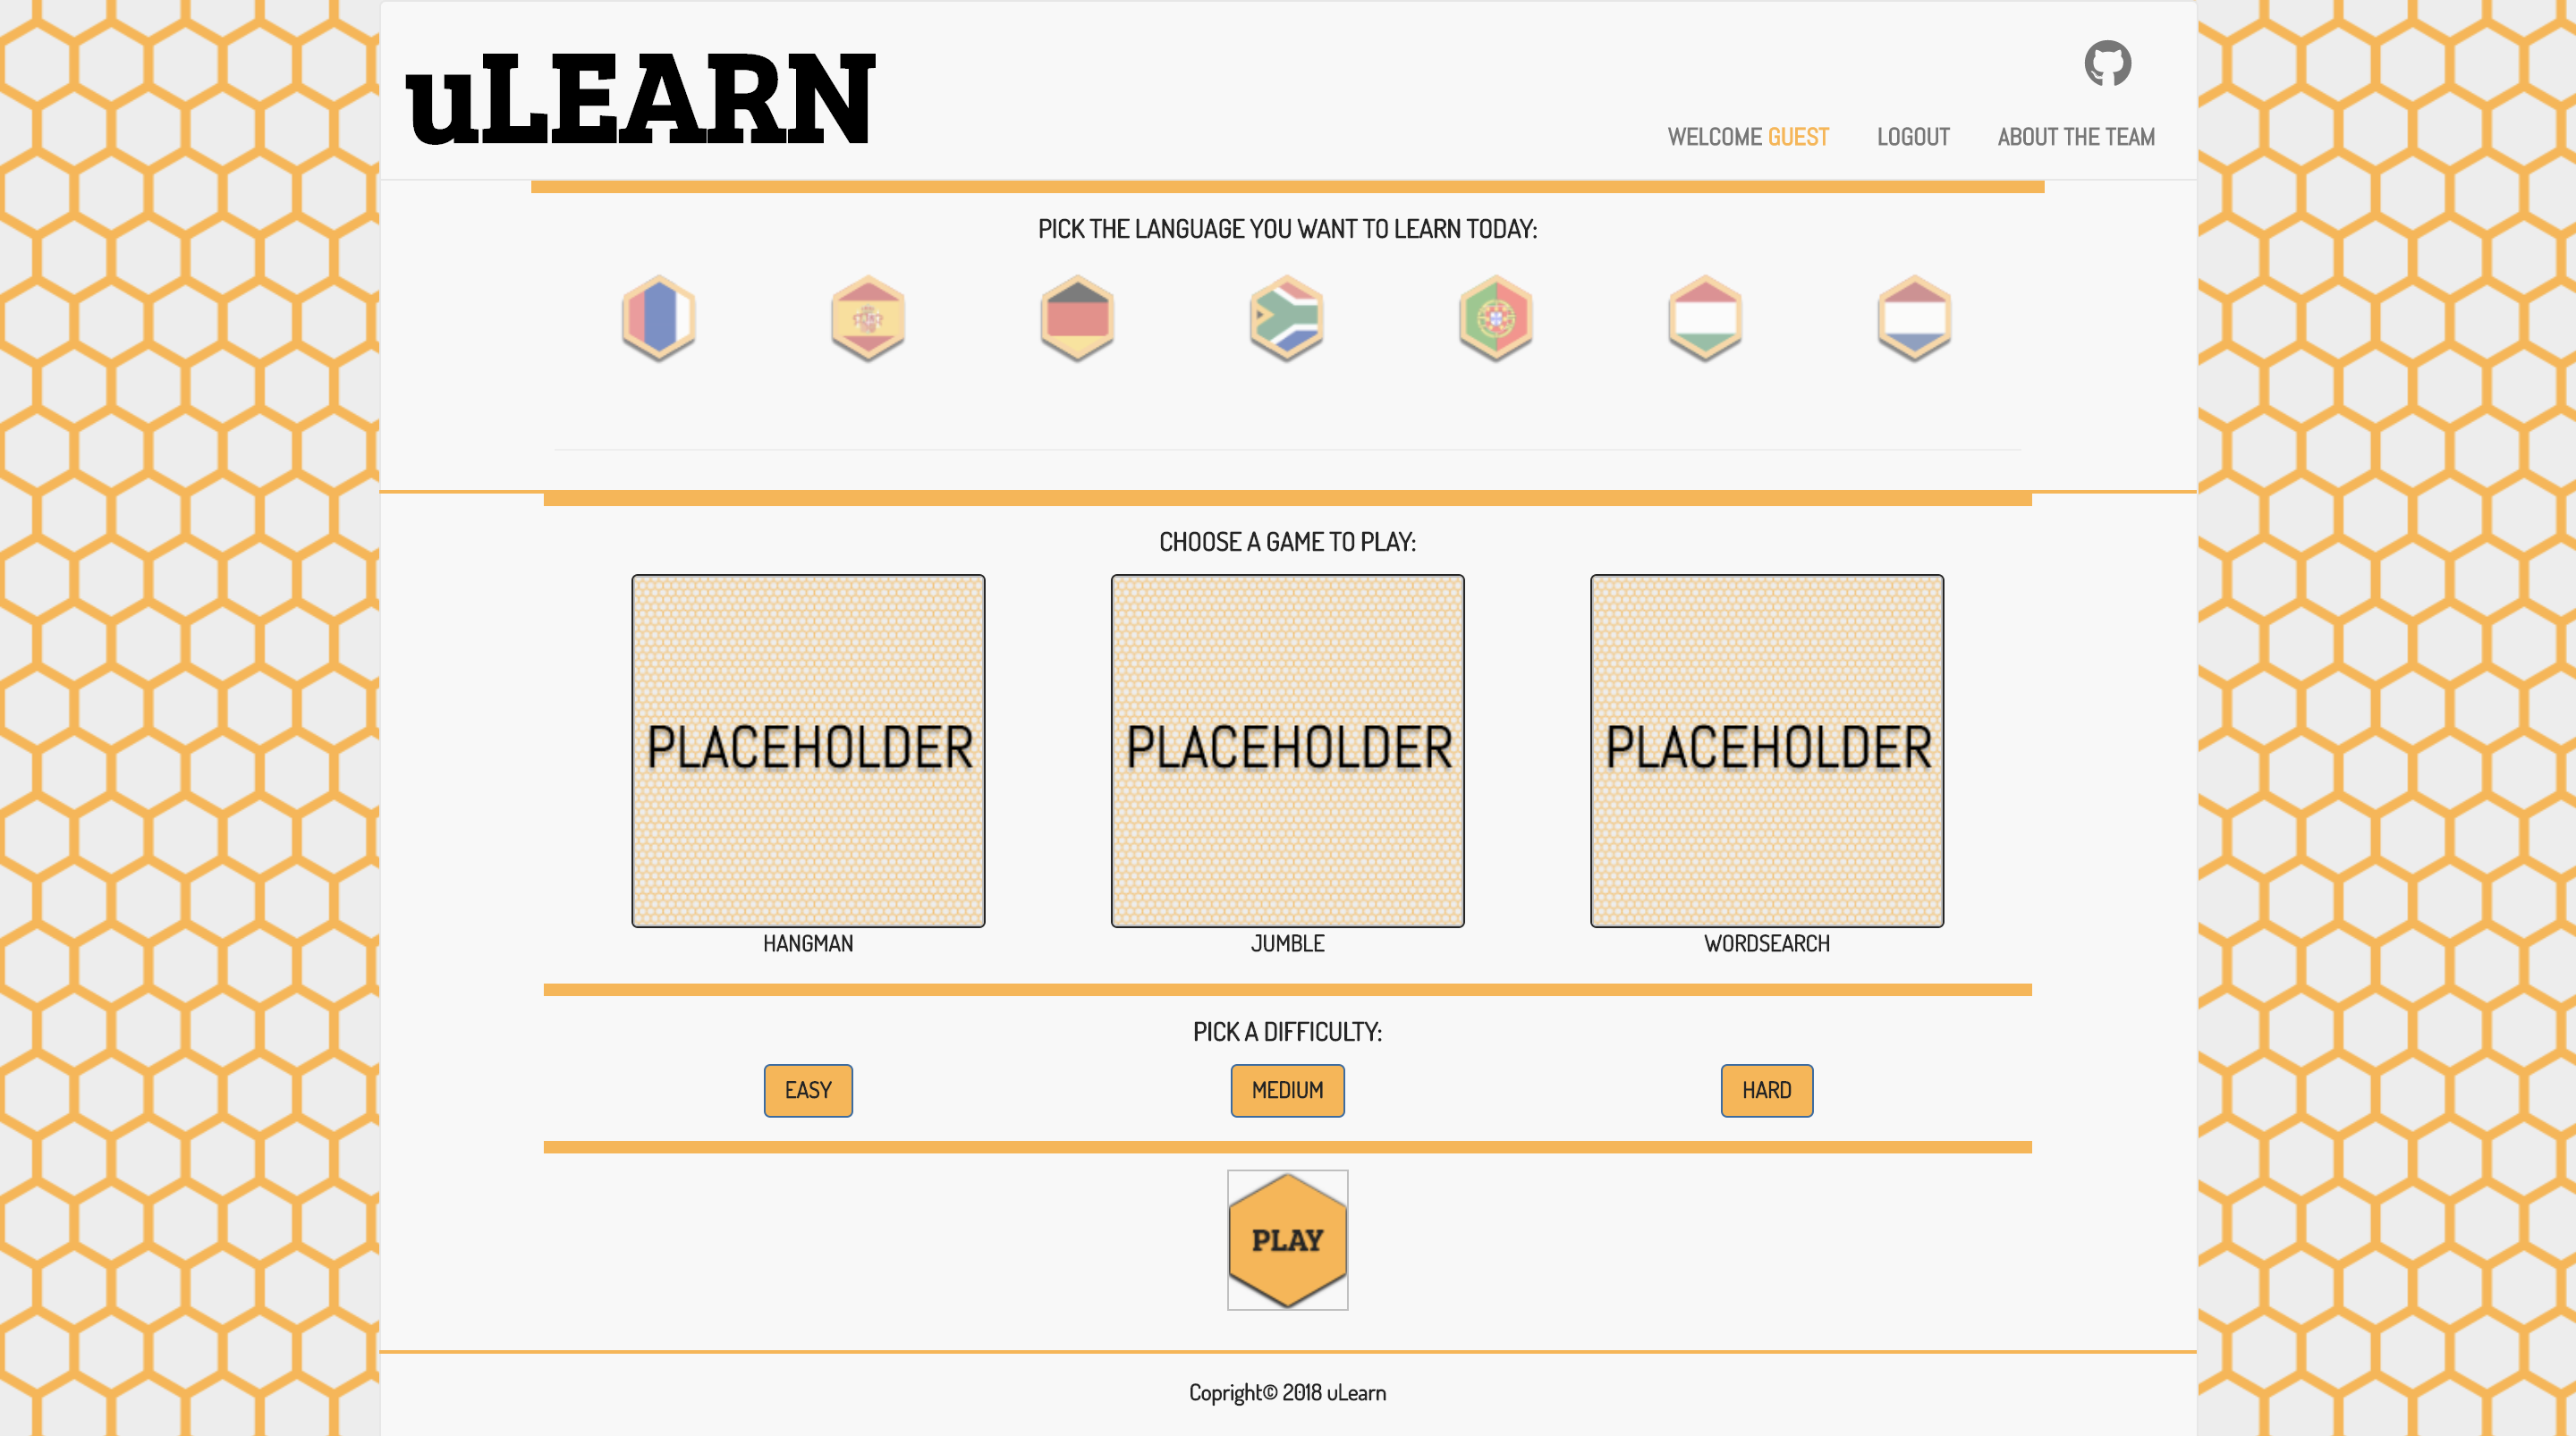 uLEARN
WELCOME GUEST LOGOUT ABOUT THE TEAM
PICK THE LANGUAGE YOU WANT TO LEARN TODAY:
CHOOSE A GAME TO PLAY:
PLACEHOLDER PLACEHOLDER PLACEHOLDER
HANGMAN JUMBLE WORDSEARCH
PICK A DIFFICULTY:
EASY MEDIUM HARD
PLAY
Copright© 2018 uLearn